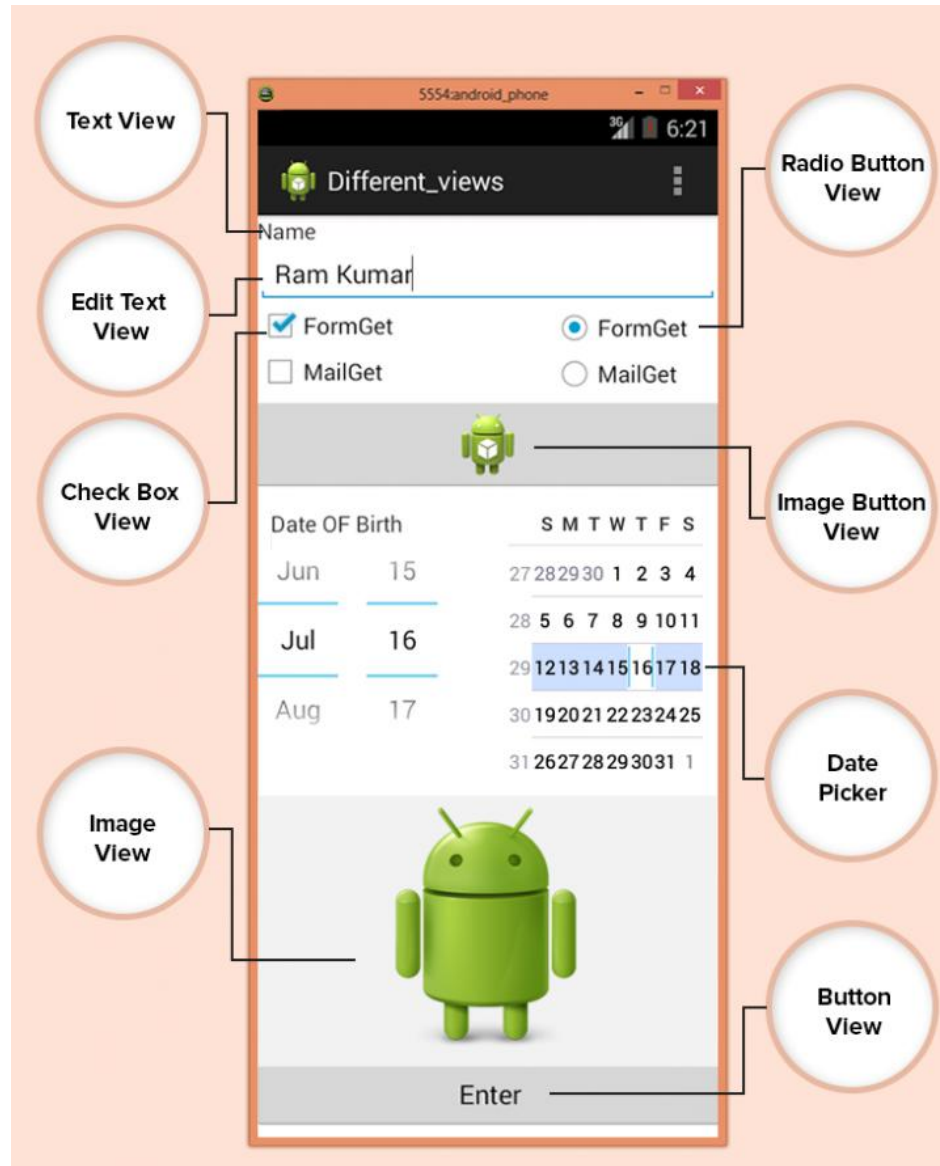 Text View
Edit Text
View
Check Box
View
Image
View
5554:android_phone
3G 6:21
Different_views
Name
Ram Kumar
FormGet FormGet
MailGet MailGet
Date OF Birth
Jun 15
Jul 16
Aug 17
S M T W T F S
27 28 29 30 1 2 3 4
28 5 6 7 8 9 10 11
29 12 13 14 15 16 17 18
30 19 20 21 22 23 24 25
31 26 27 28 29 30 31 1
Enter
Radio Button
View
Image Button
View
Date
Picker
Button
View